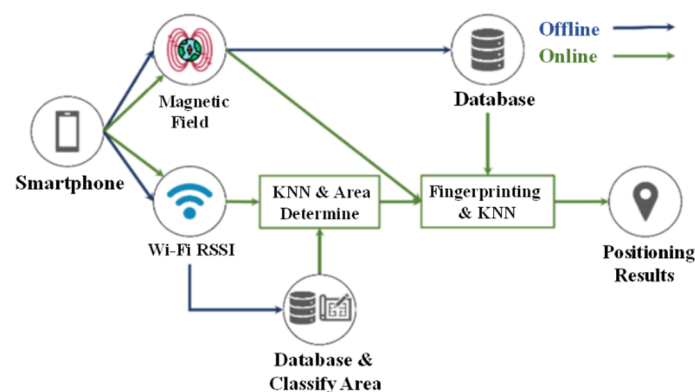 Offline
Online
Magnetic
Field
Database
Smartphone
KNN & Area
Determine
Fingerprinting
& KNN
Wi-Fi RSSI
Positioning
Results
Database &
Classify Area